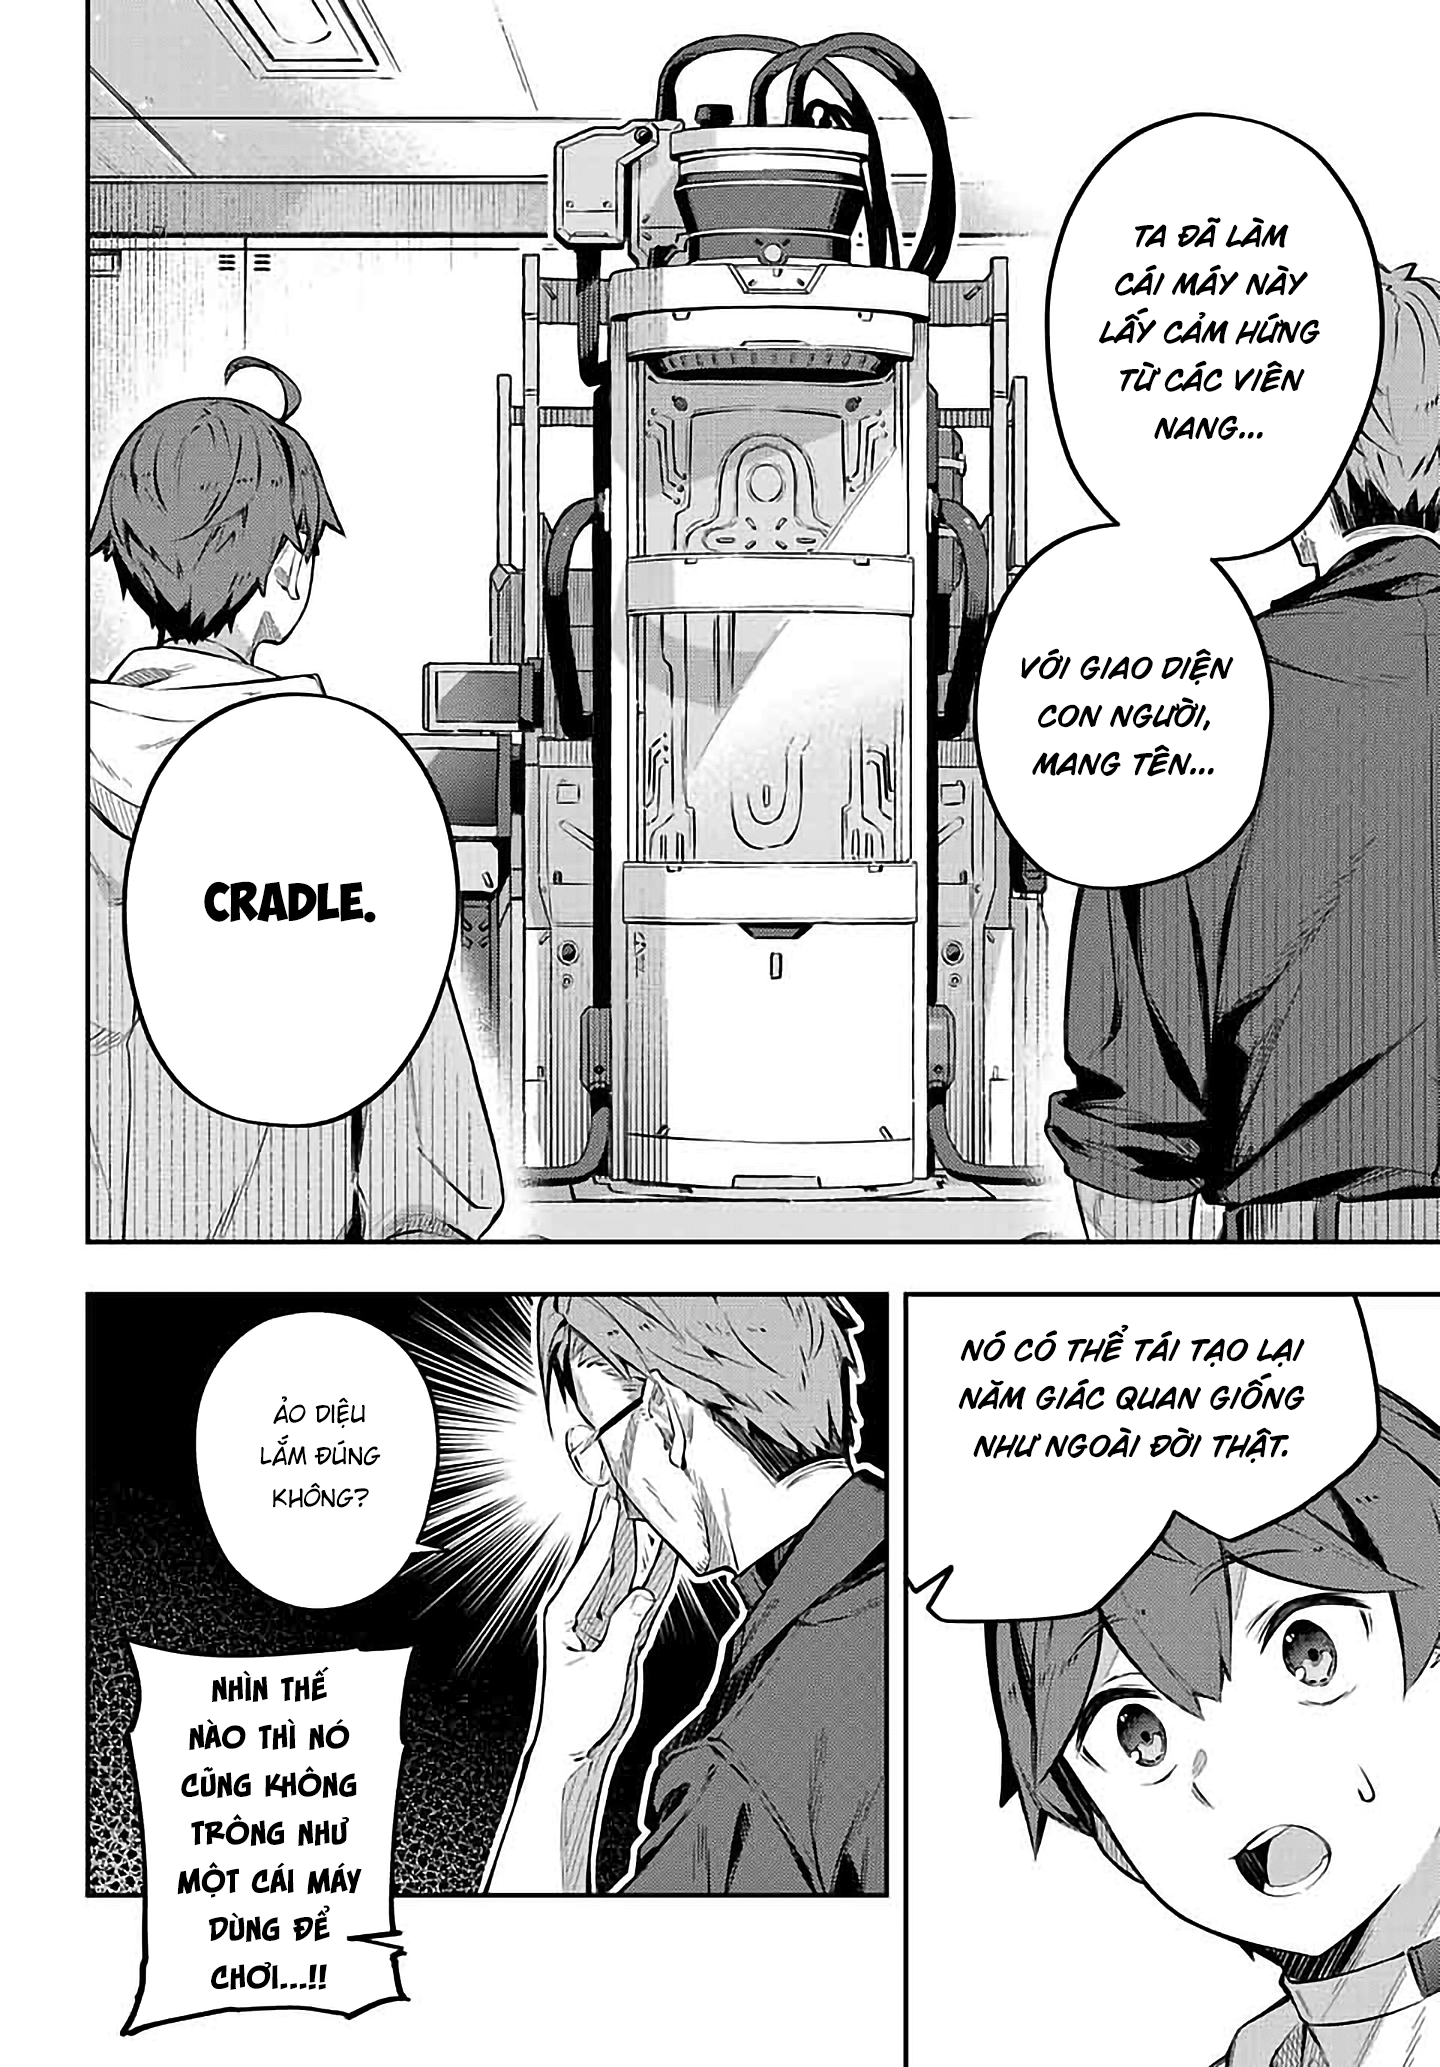 TA ĐÃ LÀM
CÁI MÁY NÀY
LẤY CẢM HỨNG
TỪ CÁC VIÊN
NANG...
VỚI GIAO DIỆN
CON NGƯỜI,
MANG TÊN...
CRADLE.
NÓ CÓ THỂ TÁI TẠO LẠI
NĂM GIÁC QUAN GIỐNG
NHƯ NGOÀI ĐỜI THẬT.
ẢO DIỆU
LẮM ĐÚNG
KHÔNG?
NHÌN THẾ
NÀO THÌ NÓ
CŨNG KHÔNG
TRÔNG NHƯ
MỘT CÁI MÁY
DÙNG ĐỂ
CHƠI...!!